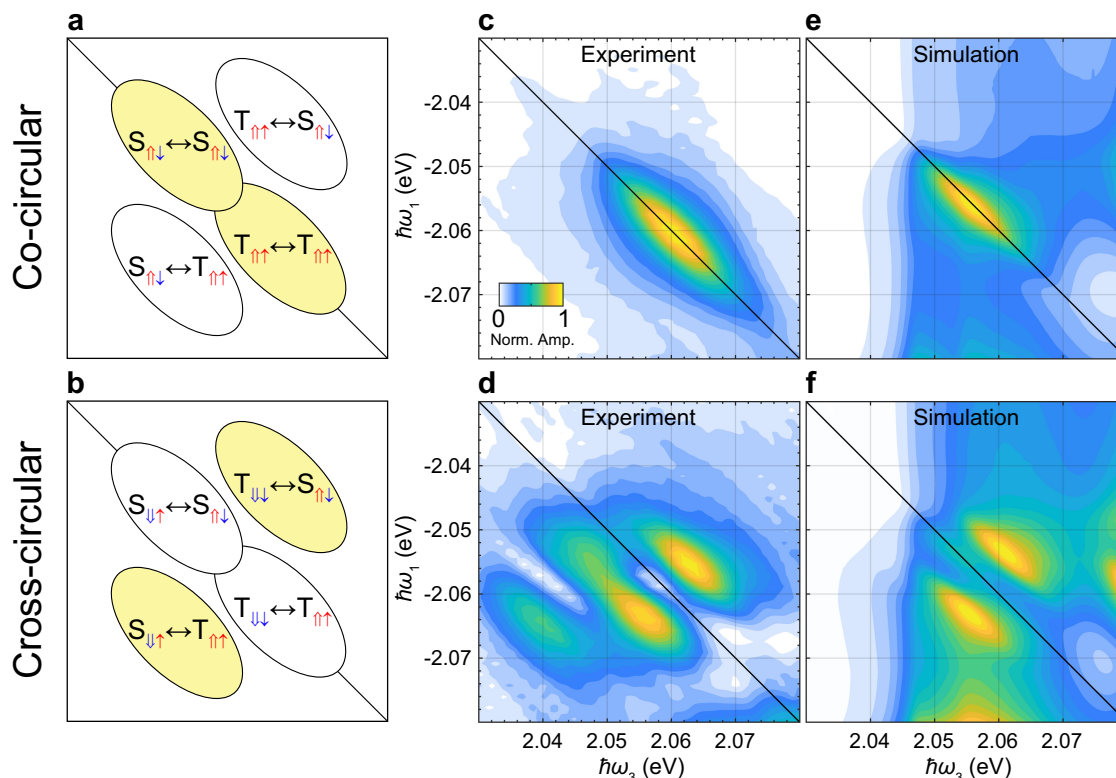 a
c
e
Co-circular
T⇑↑↔S⇑↓
S⇑↓↔S⇑↓
T⇑↑↔T⇑↑
S⇑↓↔T⇑↑
Experiment
ħω₁ (eV)
-2.04
-2.05
-2.06
-2.07
0 1
Norm. Amp.
Simulation
b
d
f
Cross-circular
T⇓↓↔S⇑↓
S⇓↑↔S⇑↓
T⇓↓↔T⇑↑
S⇓↑↔T⇑↑
Experiment
ħω₁ (eV)
-2.04
-2.05
-2.06
-2.07
2.04 2.05 2.06 2.07
ħω₃ (eV)
Simulation
2.04 2.05 2.06 2.07
ħω₃ (eV)